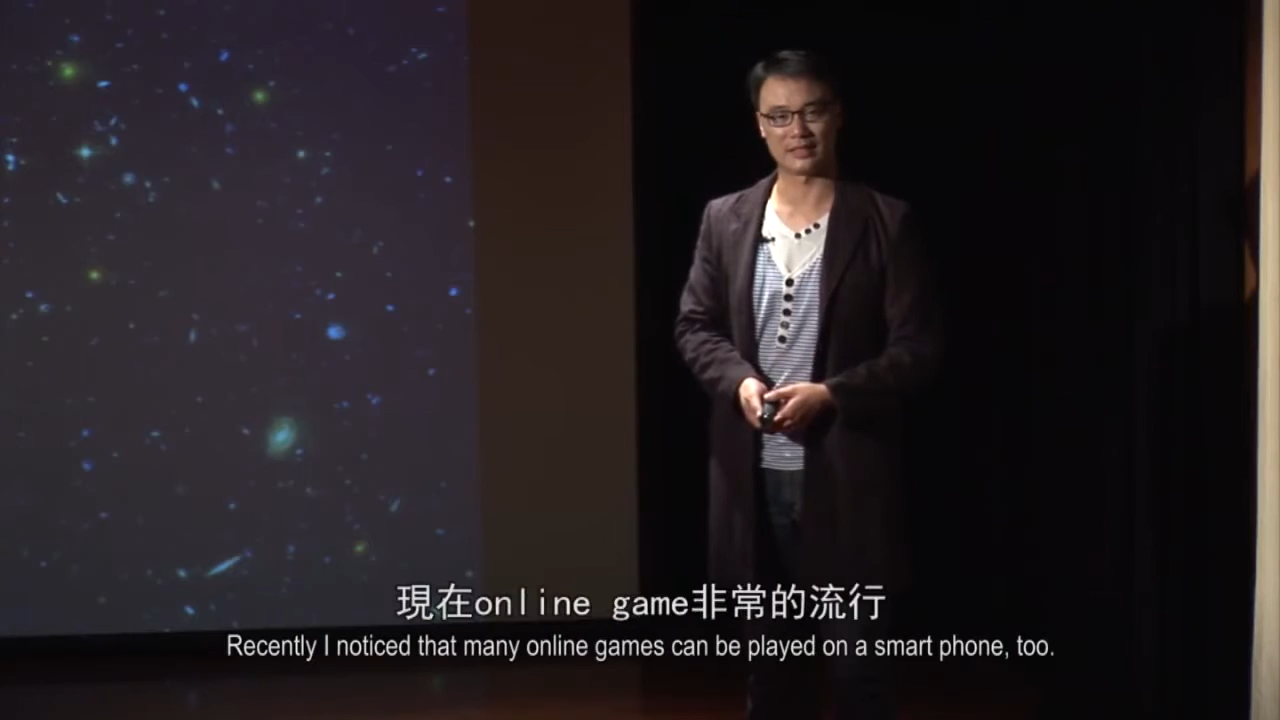 現在online game非常的流行
Recently I noticed that many online games can be played on a smart phone, too.